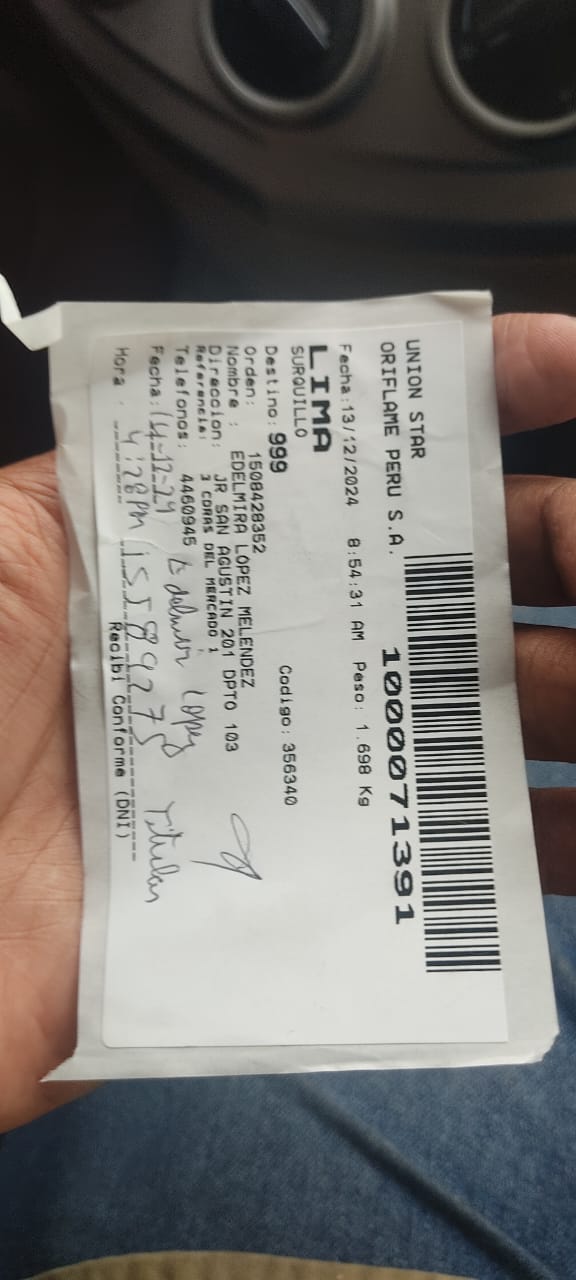 UNION STAR
ORIFLAME PERU S.A.
1000071391
Fecha:13/12/2024 8:54:31 AM Peso: 1.698 Kg
LIMA
SURQUILLO
Destino: 999 Codigo: 356340
Orden: 1508428352
Nombre : EDELMIRA LOPEZ MELENDEZ
Direccion: JR SAN AGUSTIN 201 DPTO 103
Referencia: 3 CDRAS DEL MERCADO 1
Telefonos: 4460945 Lopez
Fecha: 14-12-24 Titular
Hora : 4:28 PM
Recibi Conforme (DNI)